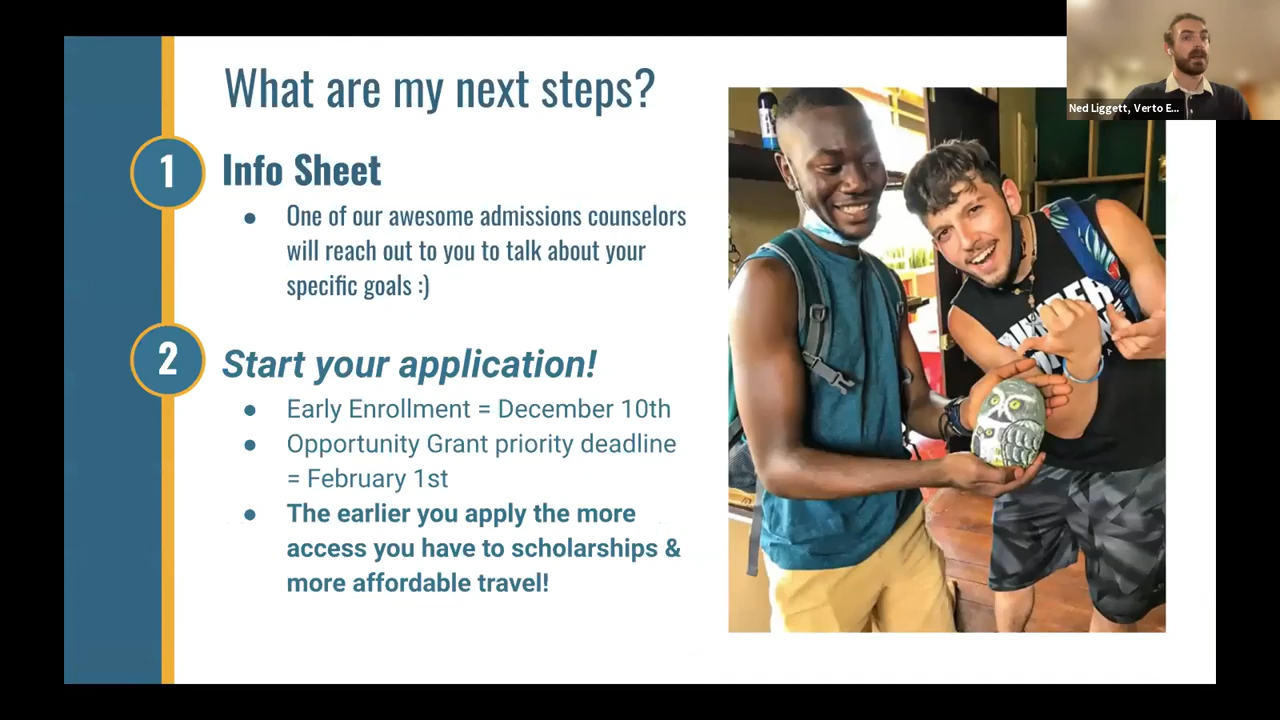 What are my next steps?
Ned Liggett, Verto E...
1
Info Sheet
● One of our awesome admissions counselors
will reach out to you to talk about your
specific goals :)
2
Start your application!
● Early Enrollment = December 10th
● Opportunity Grant priority deadline
= February 1st
● The earlier you apply the more
access you have to scholarships &
more affordable travel!